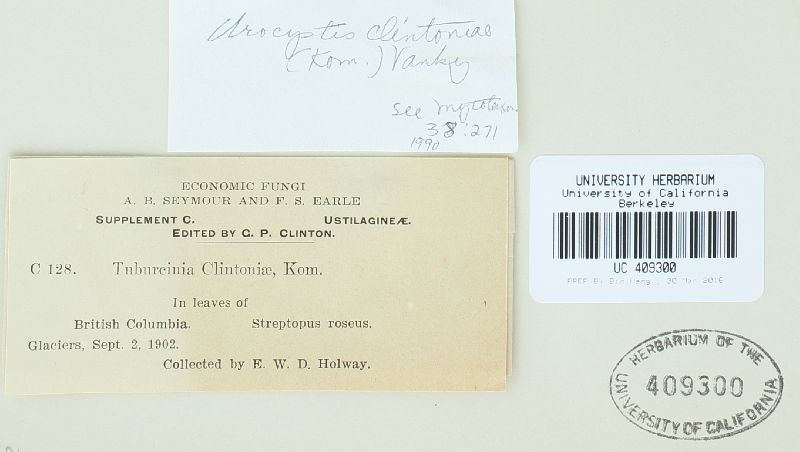 Urocystis clintoniae
(Kom.) Vanky
see Mycotaxon
38:271
1990
ECONOMIC FUNGI
A. B. SEYMOUR AND F. S. EARLE
SUPPLEMENT C. USTILAGINEÆ.
EDITED BY G. P. CLINTON.
C 128. Tuburcinia Clintoniæ, Kom.
In leaves of
British Columbia. Streptopus roseus.
Glaciers, Sept. 2, 1902.
Collected by E. W. D. Holway.
UNIVERSITY HERBARIUM
University of California
Berkeley
UC 409300
HERBARIUM OF THE
409300
UNIVERSITY OF CALIFORNIA